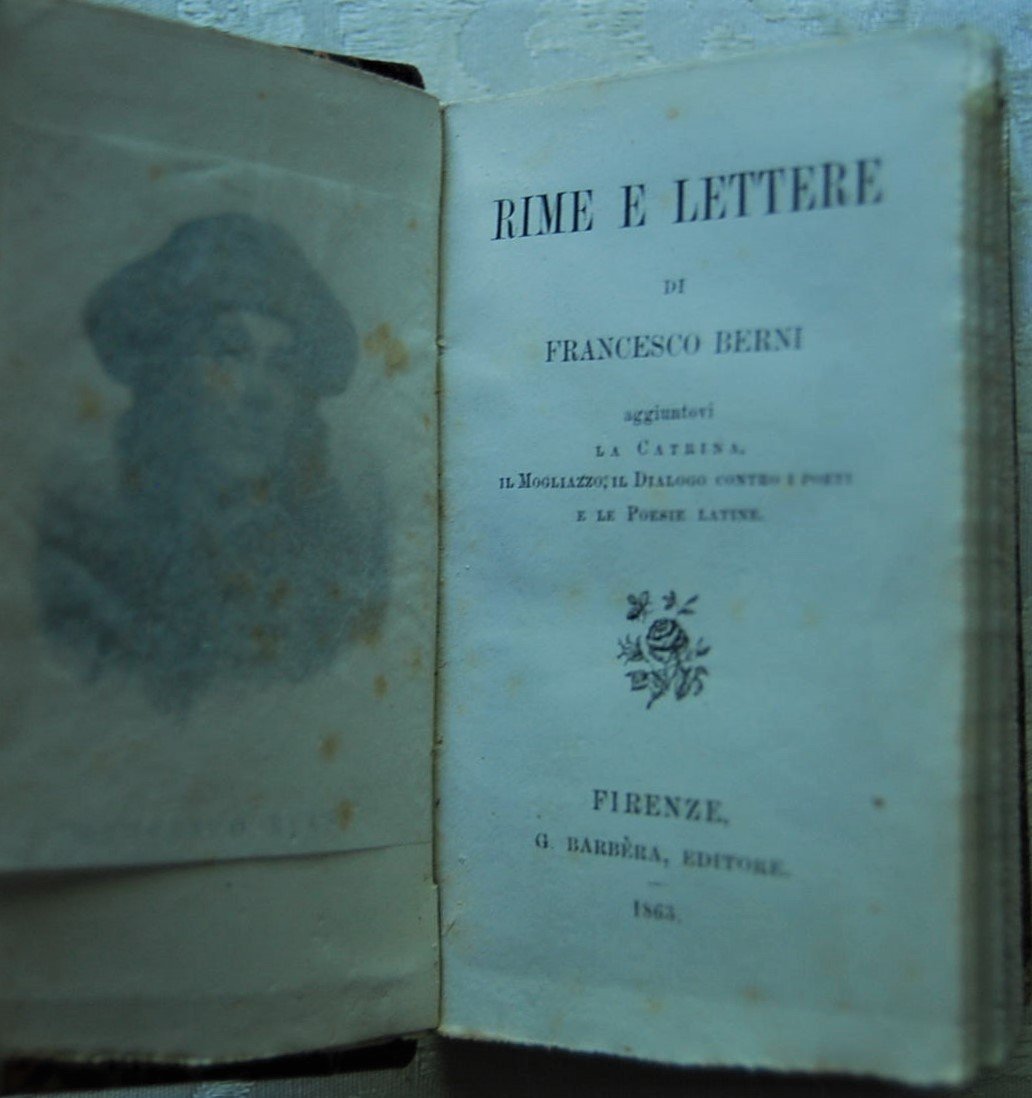 RIME E LETTERE
DI
FRANCESCO BERNI
aggiuntovi
LA CATRINA,
IL MOGLIAZZO, IL DIALOGO CONTRO I POETI
E LE POESIE LATINE.
FIRENZE,
G. BARBÈRA, EDITORE.
1863.